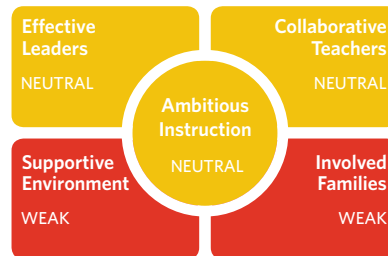 Effective
Leaders
NEUTRAL
Collaborative
Teachers
NEUTRAL
Ambitious
Instruction
NEUTRAL
Supportive
Environment
WEAK
Involved
Families
WEAK